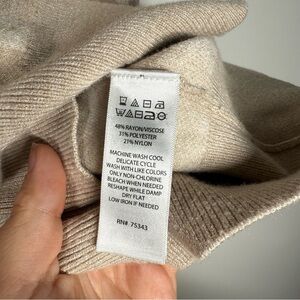 48% RAYON/VISCOSE
31% POLYESTER
21% NYLON
MACHINE WASH COOL
DELICATE CYCLE
WASH WITH LIKE COLORS
ONLY NON-CHLORINE
BLEACH WHEN NEEDED
RESHAPE WHILE DAMP
DRY FLAT
LOW IRON IF NEEDED
RN# 75343